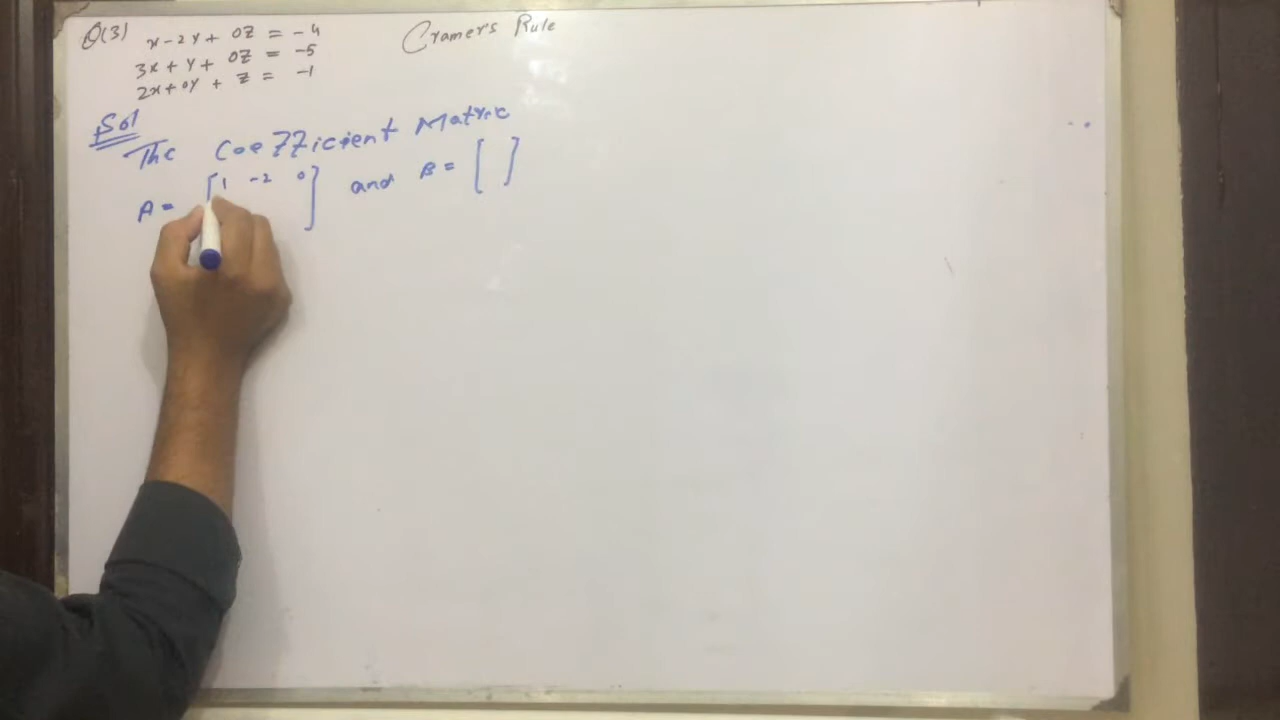 Q(3) x-2y+ 0z = -4 Cramers Rule
3x+y+ 0z = -5
2x+0y + z = -1
Sol
The Coefficient Matrix
A= [1 -2 0] and B = [ ]